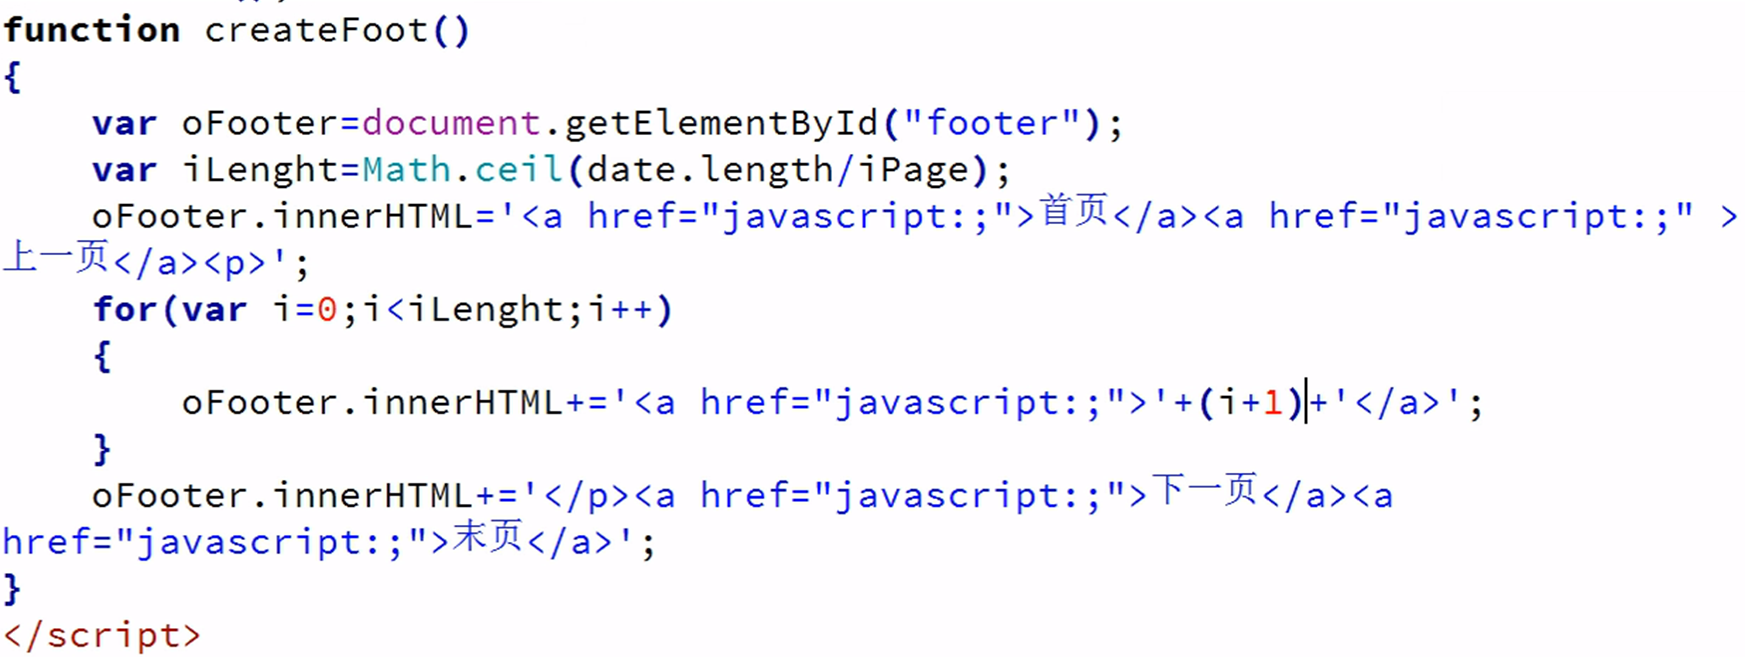 function createFoot()
{
    var oFooter=document.getElementById("footer");
    var iLenght=Math.ceil(date.length/iPage);
    oFooter.innerHTML='<a href="javascript:;">首页</a><a href="javascript:;" >
上一页</a><p>';
    for(var i=0;i<iLenght;i++)
    {
        oFooter.innerHTML+='<a href="javascript:;">'+(i+1)+'</a>';
    }
    oFooter.innerHTML+='</p><a href="javascript:;">下一页</a><a
href="javascript:;">末页</a>';
}
</script>